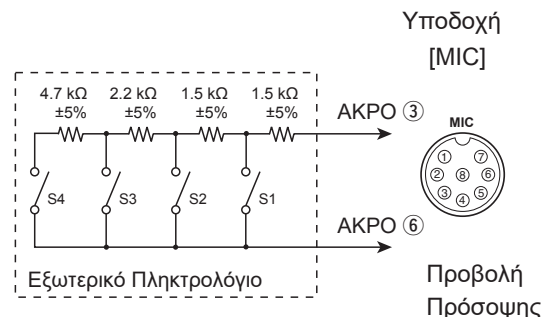 Υποδοχή
[MIC]
4.7 kΩ 2.2 kΩ 1.5 kΩ 1.5 kΩ
±5% ±5% ±5% ±5%
ΑΚΡΟ ③
MIC
① ⑦
② ⑧ ⑥
③ ④ ⑤
S4 S3 S2 S1
ΑΚΡΟ ⑥
Εξωτερικό Πληκτρολόγιο
Προβολή
Πρόσοψης